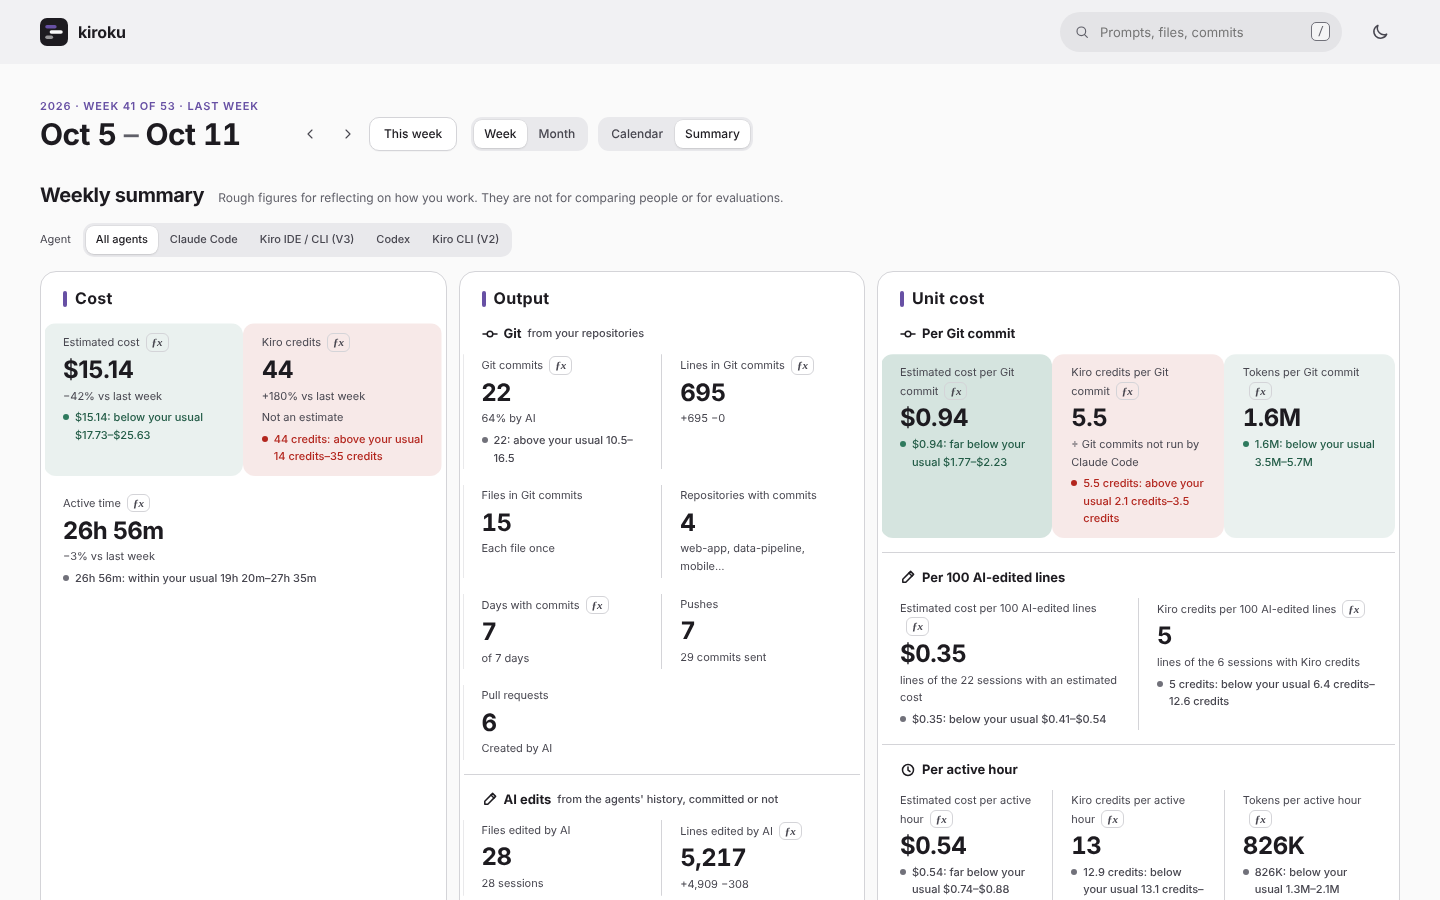 kiroku
Prompts, files, commits
/
2026 · WEEK 41 OF 53 · LAST WEEK
Oct 5 – Oct 11
This week
Week
Month
Calendar
Summary
Weekly summary
Rough figures for reflecting on how you work. They are not for comparing people or for evaluations.
Agent
All agents
Claude Code
Kiro IDE / CLI (V3)
Codex
Kiro CLI (V2)
Cost
Estimated cost ƒx
$15.14
−42% vs last week
$15.14: below your usual
$17.73–$25.63
Kiro credits ƒx
44
+180% vs last week
Not an estimate
44 credits: above your usual
14 credits–35 credits
Active time ƒx
26h 56m
−3% vs last week
26h 56m: within your usual 19h 20m–27h 35m
Output
Git from your repositories
Git commits ƒx
22
64% by AI
22: above your usual 10.5–
16.5
Lines in Git commits ƒx
695
+695 −0
Files in Git commits
15
Each file once
Repositories with commits
4
web-app, data-pipeline,
mobile...
Days with commits ƒx
7
of 7 days
Pushes
7
29 commits sent
Pull requests
6
Created by AI
AI edits from the agents' history, committed or not
Files edited by AI
28
28 sessions
Lines edited by AI ƒx
5,217
+4,909 −308
Unit cost
Per Git commit
Estimated cost per Git
commit ƒx
$0.94
$0.94: far below your
usual $1.77–$2.23
Kiro credits per Git
commit ƒx
5.5
÷ Git commits not run by
Claude Code
5.5 credits: above your
usual 2.1 credits–3.5
credits
Tokens per Git commit
ƒx
1.6M
1.6M: below your usual
3.5M–5.7M
Per 100 AI-edited lines
Estimated cost per 100 AI-edited lines
ƒx
$0.35
lines of the 22 sessions with an estimated
cost
$0.35: below your usual $0.41–$0.54
Kiro credits per 100 AI-edited lines ƒx
5
lines of the 6 sessions with Kiro credits
5 credits: below your usual 6.4 credits–
12.6 credits
Per active hour
Estimated cost per active
hour ƒx
$0.54
$0.54: far below your
usual $0.74–$0.88
Kiro credits per active
hour ƒx
13
12.9 credits: below
your usual 13.1 credits–
Tokens per active hour
ƒx
826K
826K: below your
usual 1.3M–2.1M